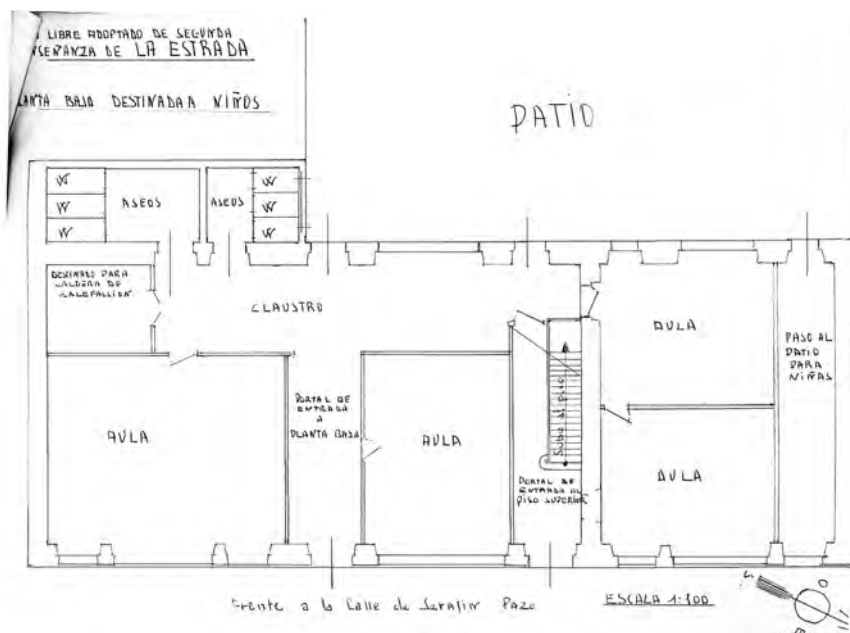 LIBRE ADOPTADO DE SEGUNDA
NSEÑANZA DE LA ESTRADA
ANTA BAJA DESTINADA A NIÑOS
PATIO
W
W
W
ASEOS
ASEOS
W
W
W
DESTINADO PARA
CALDERA DE
CALEFACCION
CLAUSTRO
AULA
PASO AL
PATIO
PARA
NIÑAS
AULA
PORTAL DE
ENTRADA
A
PLANTA BAJA
AULA
Subida al piso
PORTAL DE
ENTRADA AL
PISO SUPERIOR
AULA
Frente a la Calle de Serafin Pazo
ESCALA 1:100
S
O